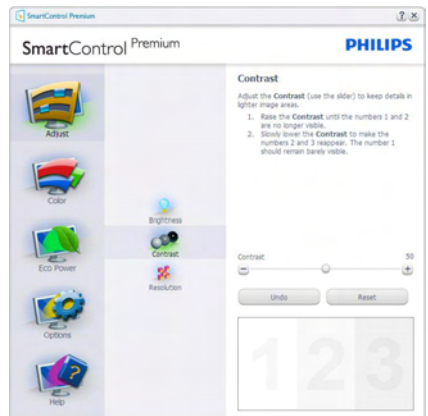 SmartControl Premium
SmartControl Premium
PHILIPS
Adjust
Color
Eco Power
Options
Help
Brightness
Contrast
Resolution
Contrast
Adjust the Contrast (use the slider) to keep details in
lighter image areas.
1. Raise the Contrast until the numbers 1 and 2
are no longer visible.
2. Slowly lower the Contrast to make the
numbers 2 and 3 reappear. The number 1
should remain barely visible.
Contrast
50
Undo
Reset
1 2 3